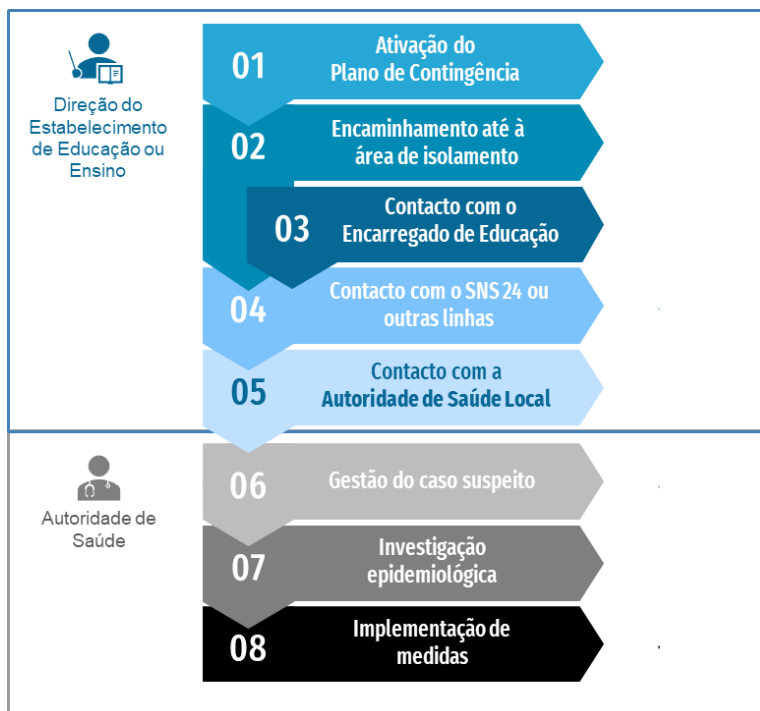 Direção do
Estabelecimento
de Educação ou
Ensino
01
Ativação do
Plano de Contingência
02
Encaminhamento até à
área de isolamento
03
Contacto com o
Encarregado de Educação
04
Contacto com o SNS 24 ou
outras linhas
05
Contacto com a
Autoridade de Saúde Local
Autoridade de
Saúde
06
Gestão do caso suspeito
07
Investigação
epidemiológica
08
Implementação de
medidas